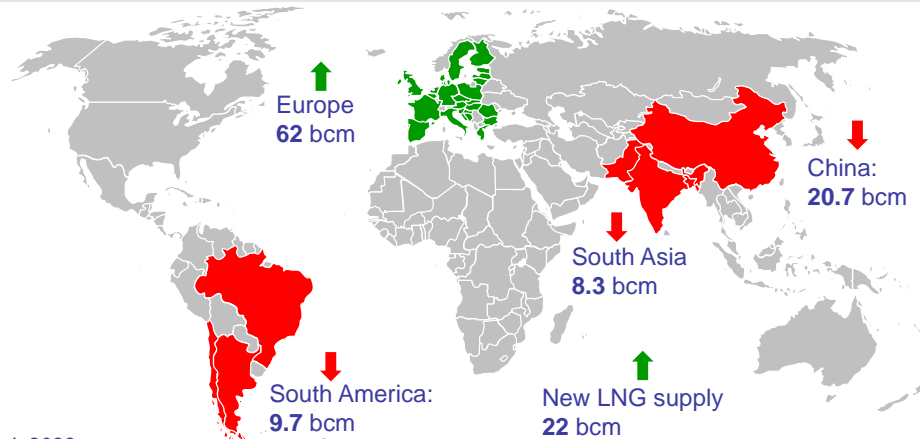 Europe
62 bcm
China:
20.7 bcm
South Asia
8.3 bcm
South America:
9.7 bcm
New LNG supply
22 bcm